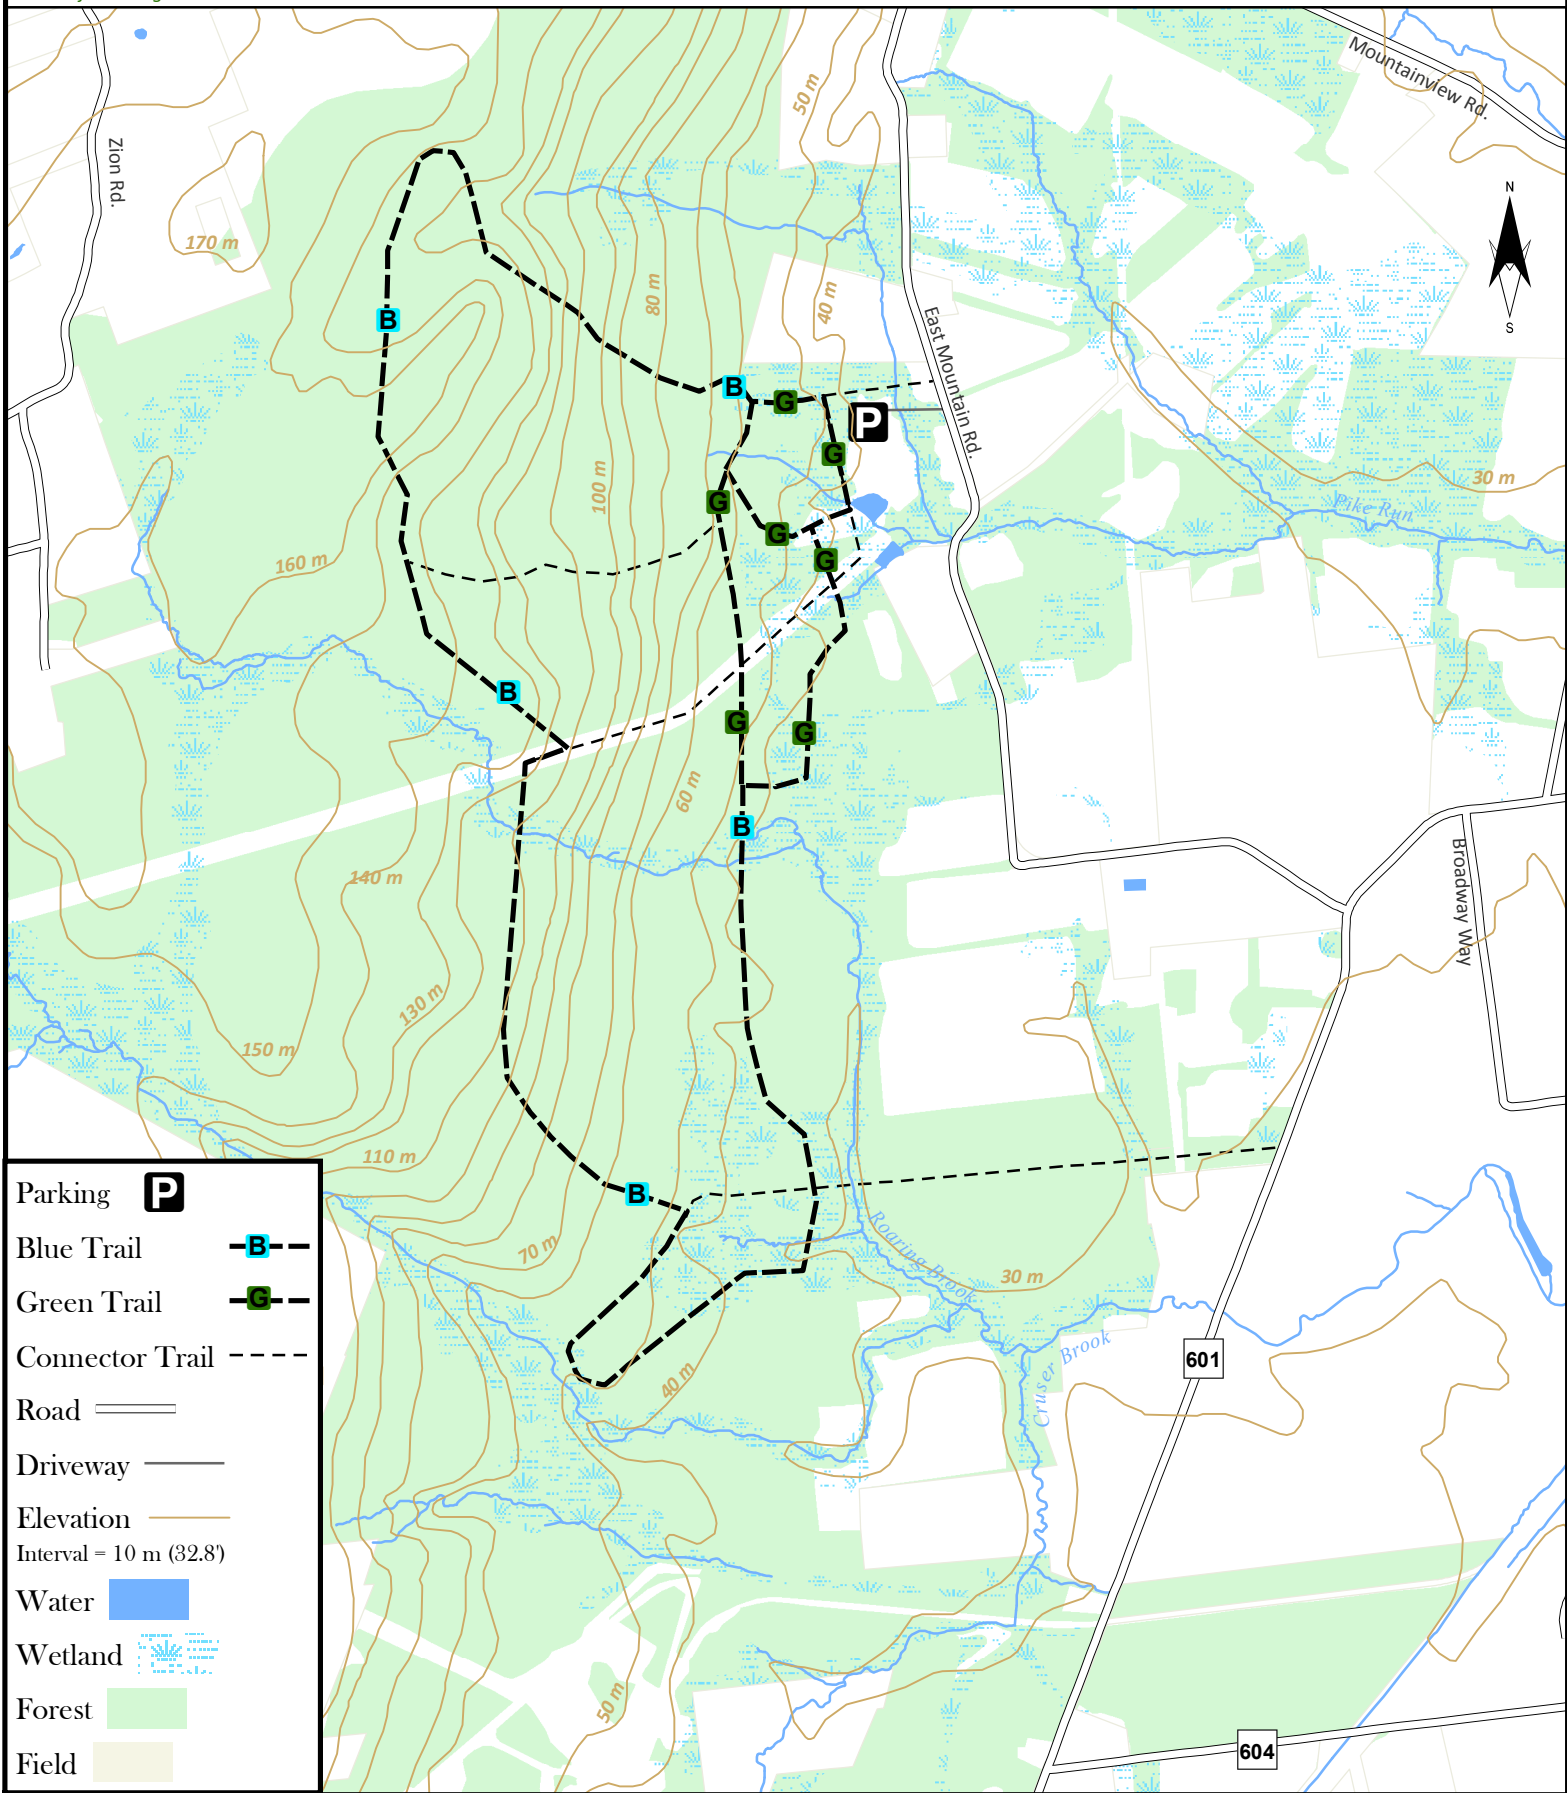 50 m
Mountainview Rd.
Zion Rd.
N
170 m
80 m
40 m
S
B
East Mountain Rd.
B
G
P
G
30 m
100 m
G
Pike Run
G
160 m
G
B
G
G
60 m
B
140 m
Broadway Way
130 m
150 m
110 m
B
Roaring Brook
70 m
30 m
Cruser Brook
601
40 m
50 m
604
Parking P
Blue Trail B
Green Trail G
Connector Trail
Road
Driveway
Elevation
Interval = 10 m (32.8')
Water
Wetland
Forest
Field